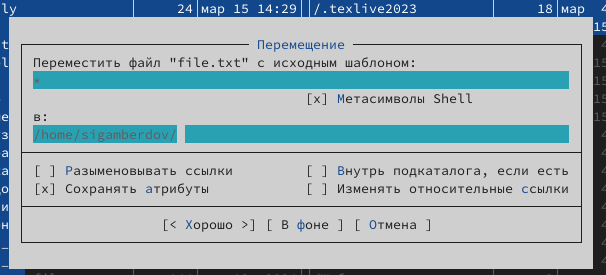 ly 24 мар 15 14:29 /.texlive2023 18 мар
Перемещение
Переместить файл "file.txt" с исходным шаблоном:
*
[x] Метасимволы Shell
в:
/home/sigamberdov/
[ ] Разыменовывать ссылки [ ] Внутрь подкаталога, если есть
[x] Сохранять атрибуты [ ] Изменять относительные ссылки
[< Хорошо >] [ В фоне ] [ Отмена ]